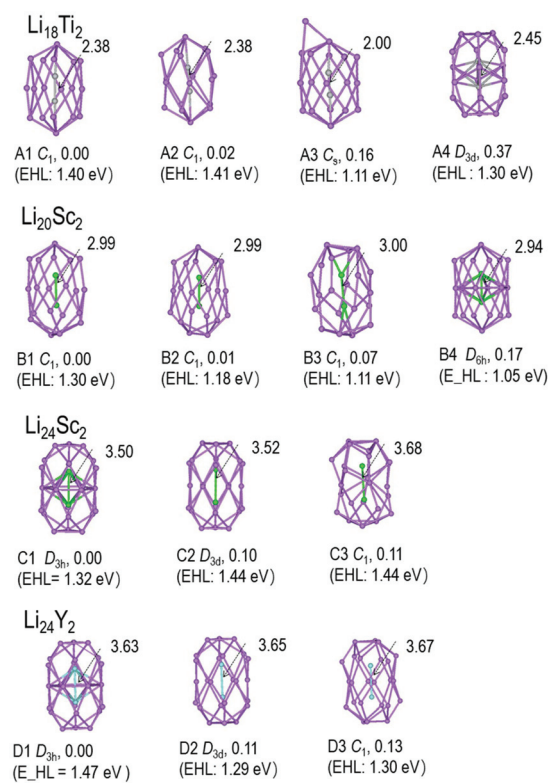 Li18Ti2
2.38 2.38 2.00 2.45
A1 C1, 0.00 A2 C1, 0.02 A3 Cs, 0.16 A4 D3d, 0.37
(EHL: 1.40 eV) (EHL: 1.41 eV) (EHL: 1.11 eV) (EHL: 1.30 eV)
Li20Sc2
2.99 2.99 3.00 2.94
B1 C1, 0.00 B2 C1, 0.01 B3 C1, 0.07 B4 D6h, 0.17
(EHL: 1.30 eV) (EHL: 1.18 eV) (EHL: 1.11 eV) (E_HL : 1.05 eV)
Li24Sc2
3.50 3.52 3.68
C1 D3h, 0.00 C2 D3d, 0.10 C3 C1, 0.11
(EHL= 1.32 eV) (EHL: 1.44 eV) (EHL: 1.44 eV)
Li24Y2
3.63 3.65 3.67
D1 D3h, 0.00 D2 D3d, 0.11 D3 C1, 0.13
(E_HL = 1.47 eV) (EHL: 1.29 eV) (EHL: 1.30 eV)